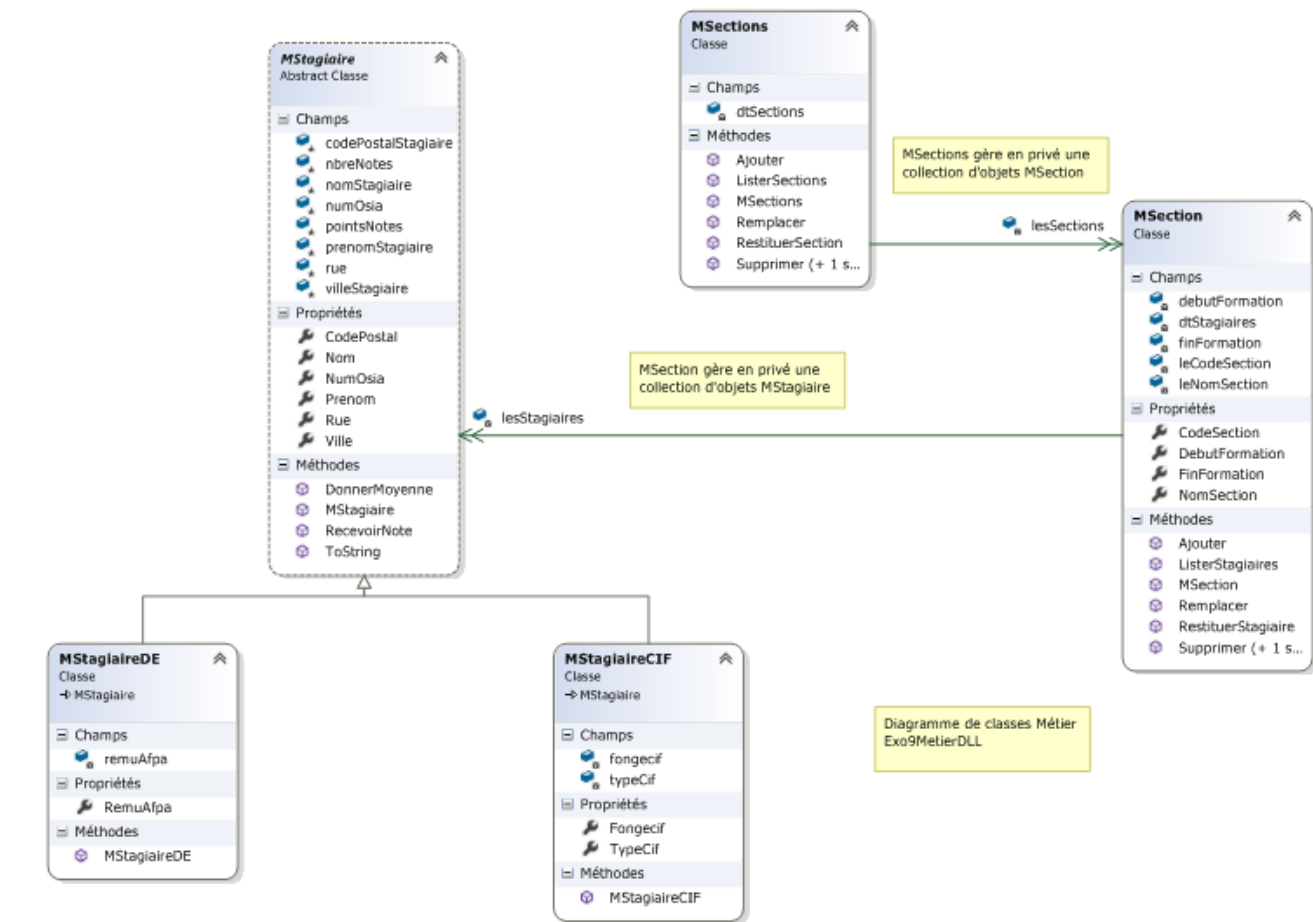 MStagiaire
Abstract Classe
Champs
codePostalStagiaire
nbreNotes
nomStagiaire
numOsia
pointsNotes
prenomStagiaire
rue
villeStagiaire
Propriétés
CodePostal
Nom
NumOsia
Prenom
Rue
Ville
Méthodes
DonnerMoyenne
MStagiaire
RecevoirNote
ToString
MSections
Classe
Champs
dtSections
Méthodes
Ajouter
ListerSections
MSections
Remplacer
RestituerSection
Supprimer (+ 1 s...
MSections gère en privé une
collection d'objets MSection
lesSections
MSection
Classe
Champs
debutFormation
dtStagiaires
finFormation
leCodeSection
leNomSection
Propriétés
CodeSection
DebutFormation
FinFormation
NomSection
Méthodes
Ajouter
ListerStagiaires
MSection
Remplacer
RestituerStagiaire
Supprimer (+ 1 s...
MSection gère en privé une
collection d'objets MStagiaire
lesStagiaires
MStagiaireDE
Classe
MStagiaire
Champs
remuAfpa
Propriétés
RemuAfpa
Méthodes
MStagiaireDE
MStagiaireCIF
Classe
MStagiaire
Champs
fongecif
typeCif
Propriétés
Fongecif
TypeCif
Méthodes
MStagiaireCIF
Diagramme de classes Métier
Exo9MetierDLL